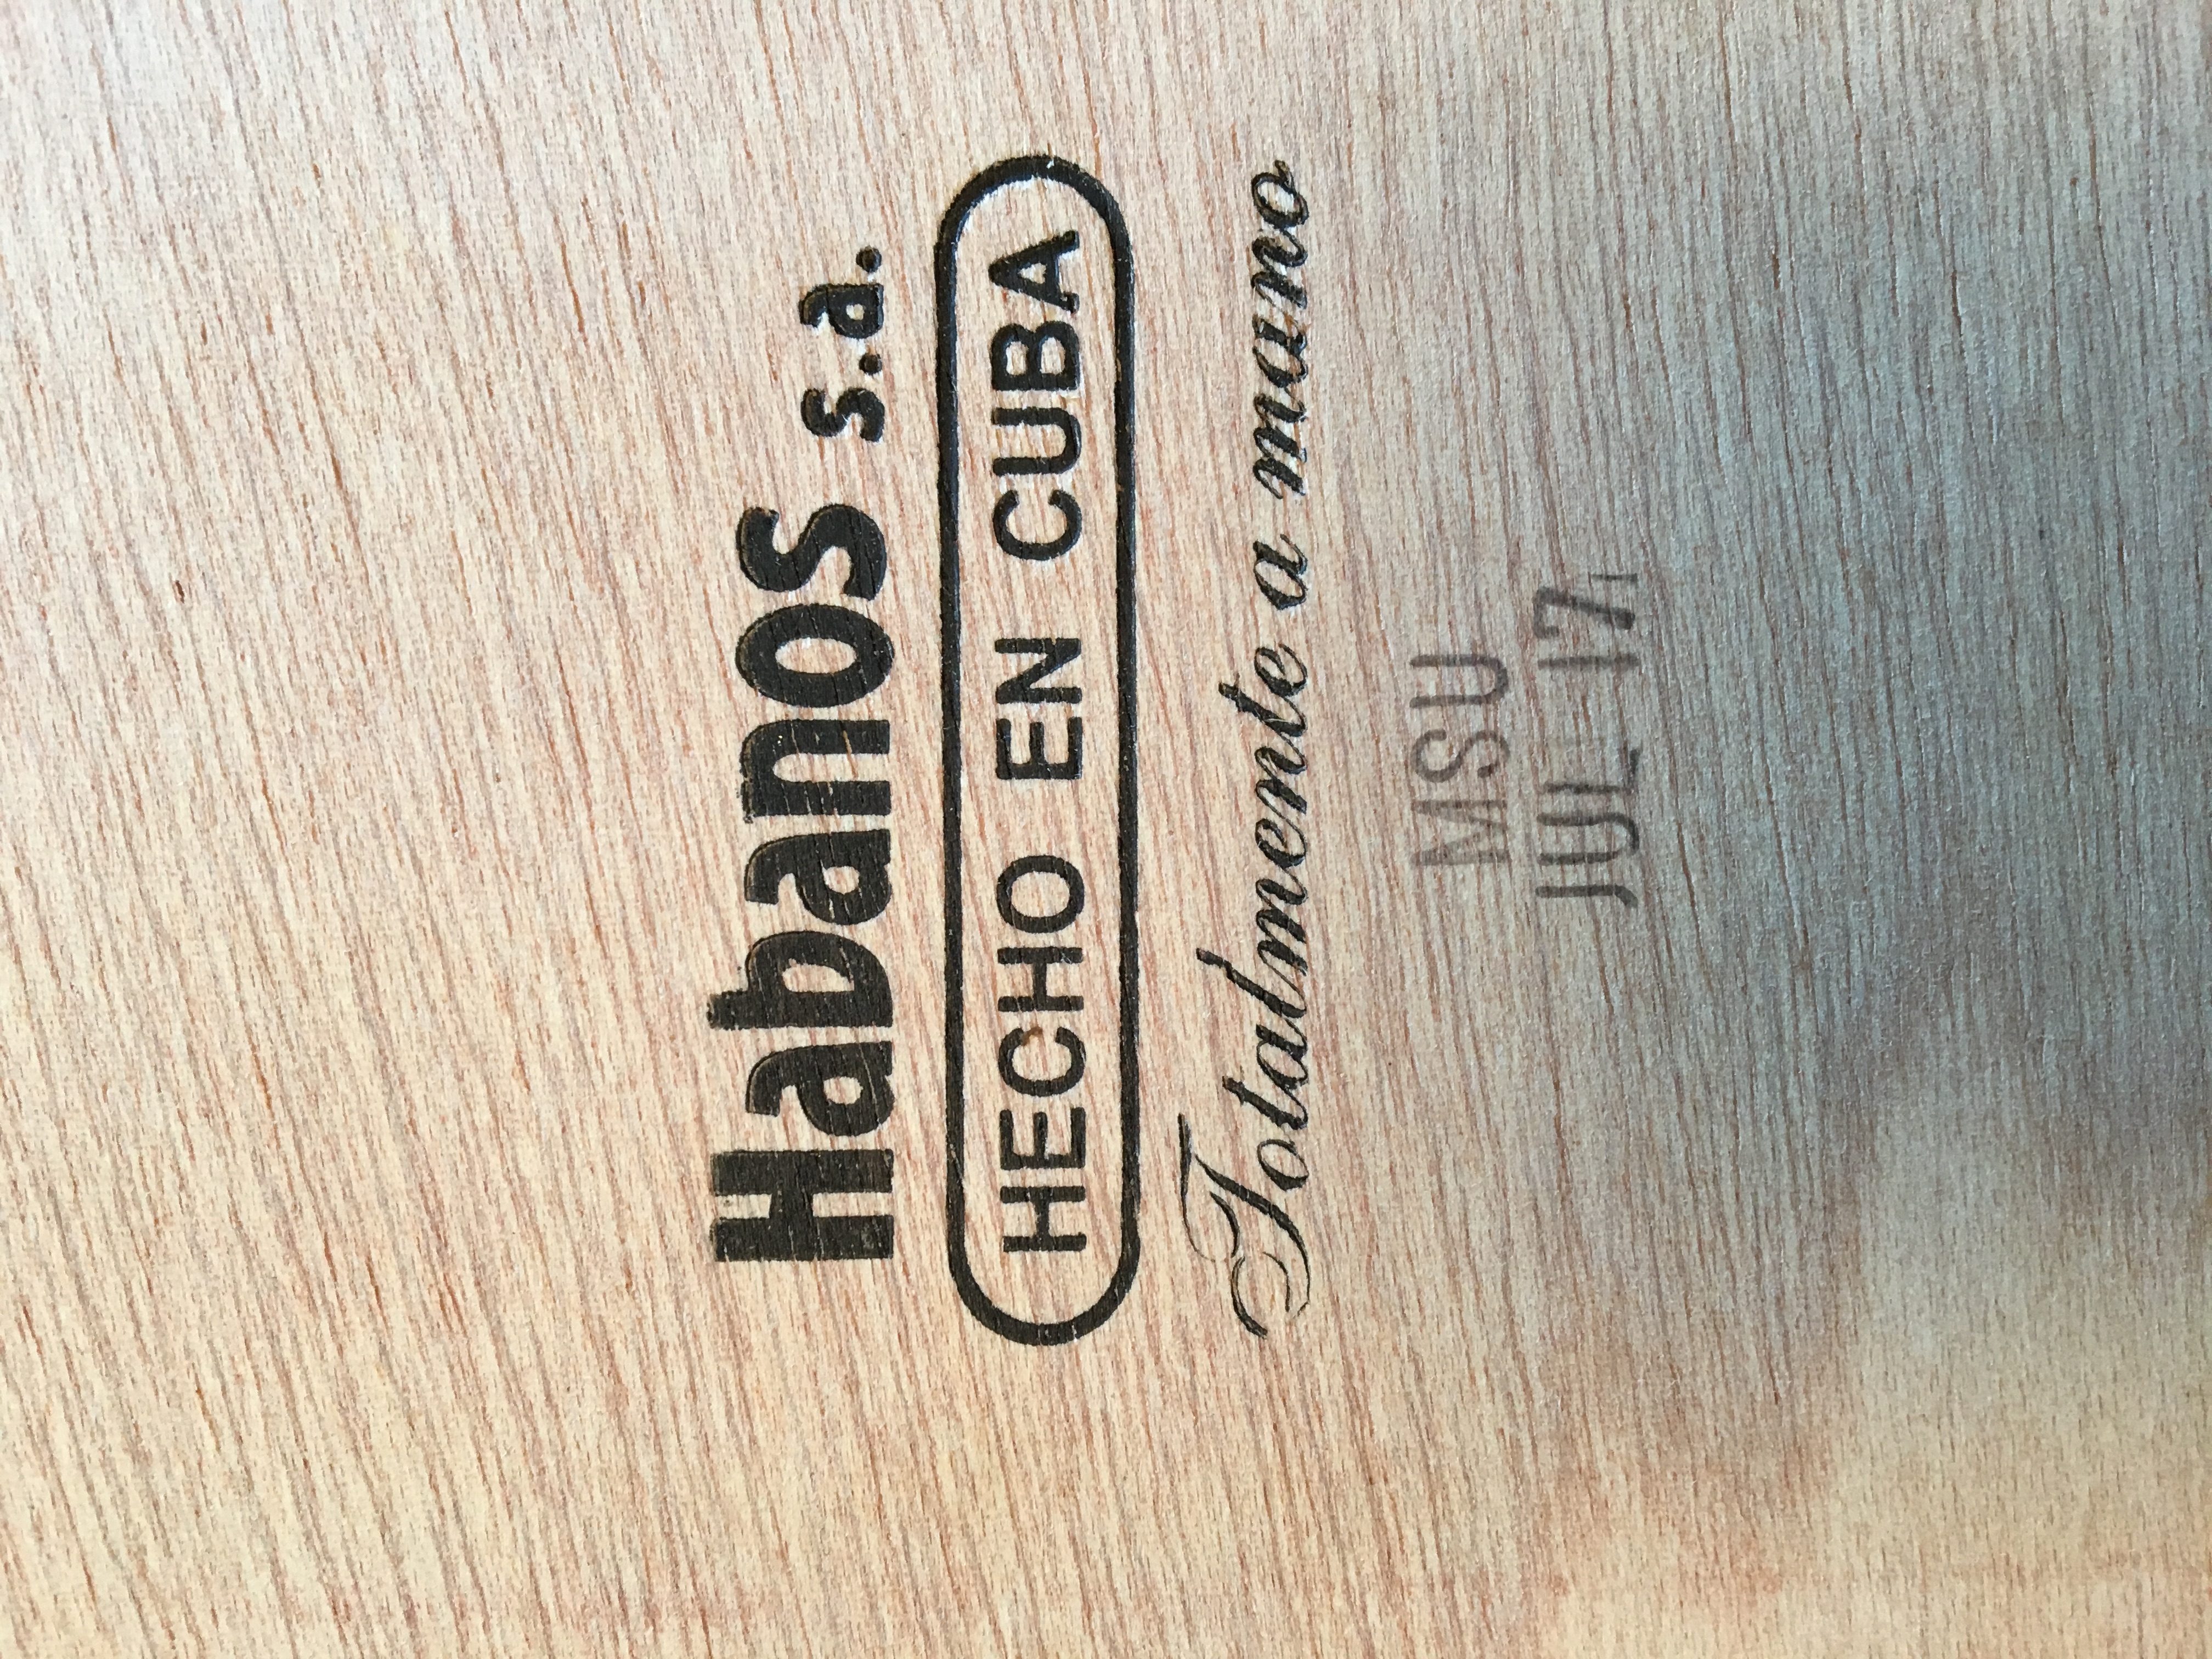 Habanos s.a.
HECHO EN CUBA
Totalmente a mano
MSU
JUL-17.